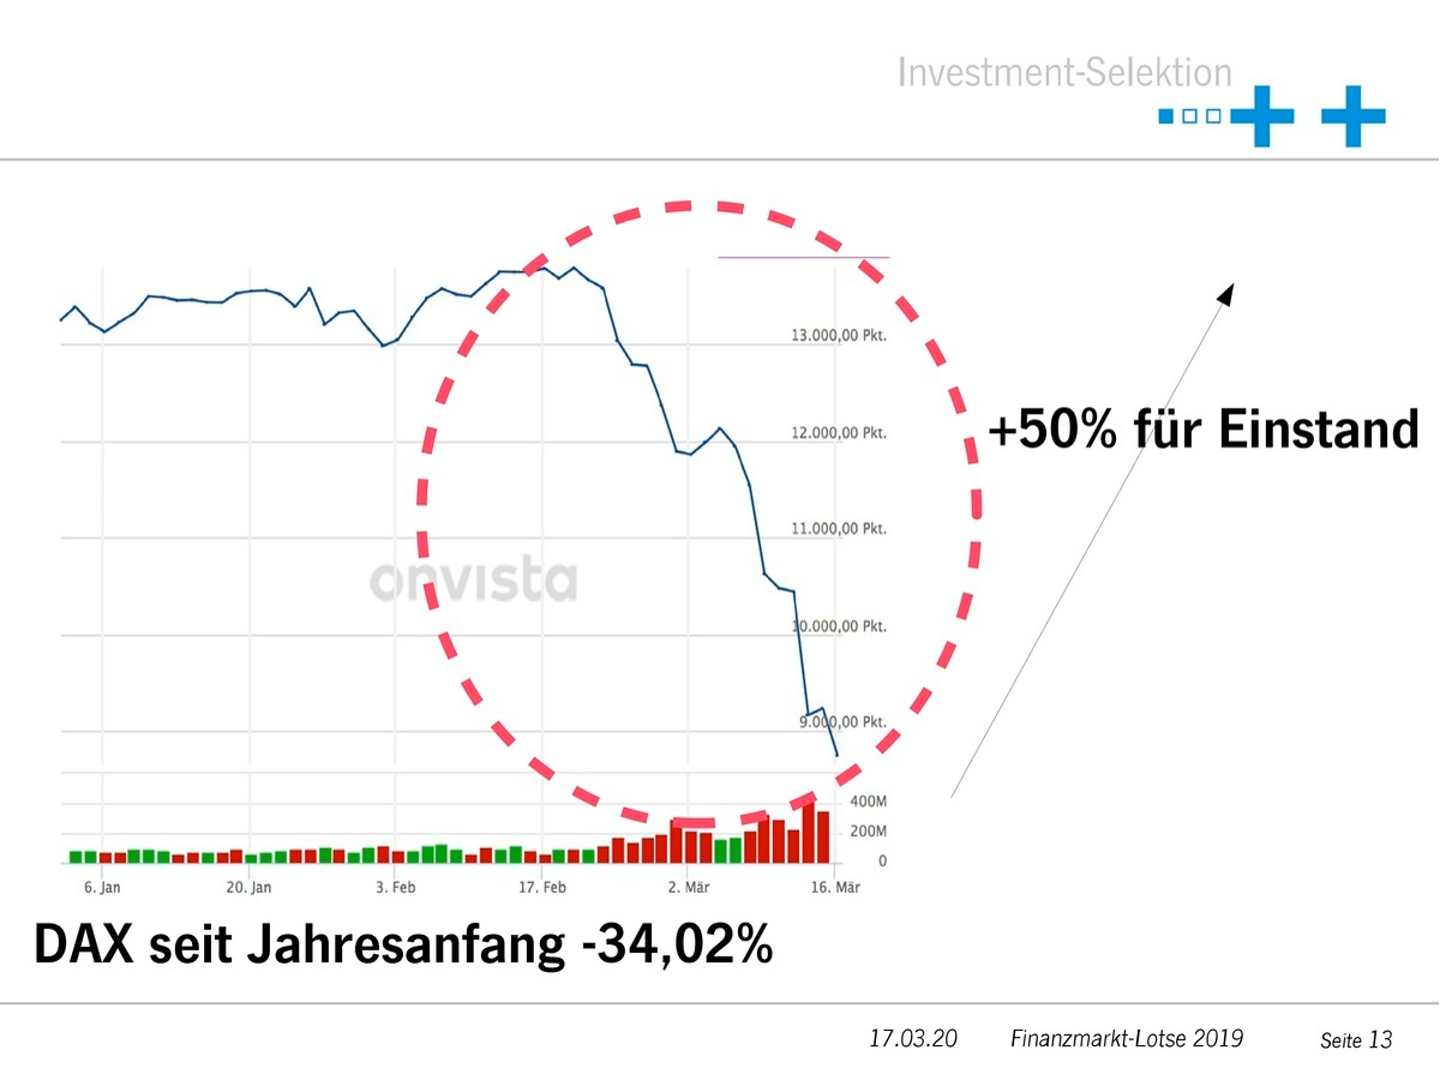 Investment-Selektion
13.000,00 Pkt.
12.000,00 Pkt.
+50% für Einstand
11.000,00 Pkt.
onvista
10.000,00 Pkt.
9.000,00 Pkt.
400M
200M
0
6. Jan 20. Jan 3. Feb 17. Feb 2. Mär 16. Mär
DAX seit Jahresanfang -34,02%
17.03.20 Finanzmarkt-Lotse 2019 Seite 13